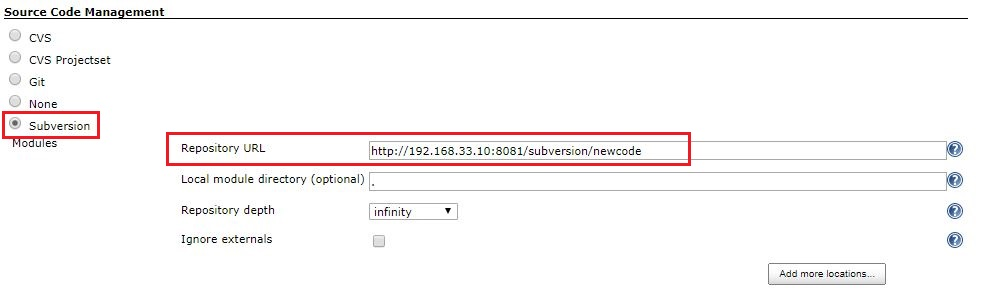 Source Code Management
CVS
CVS Projectset
Git
None
Subversion
Modules
Repository URL
http://192.168.33.10:8081/subversion/newcode
?
Local module directory (optional)
.
?
Repository depth
infinity
?
Ignore externals
?
Add more locations...